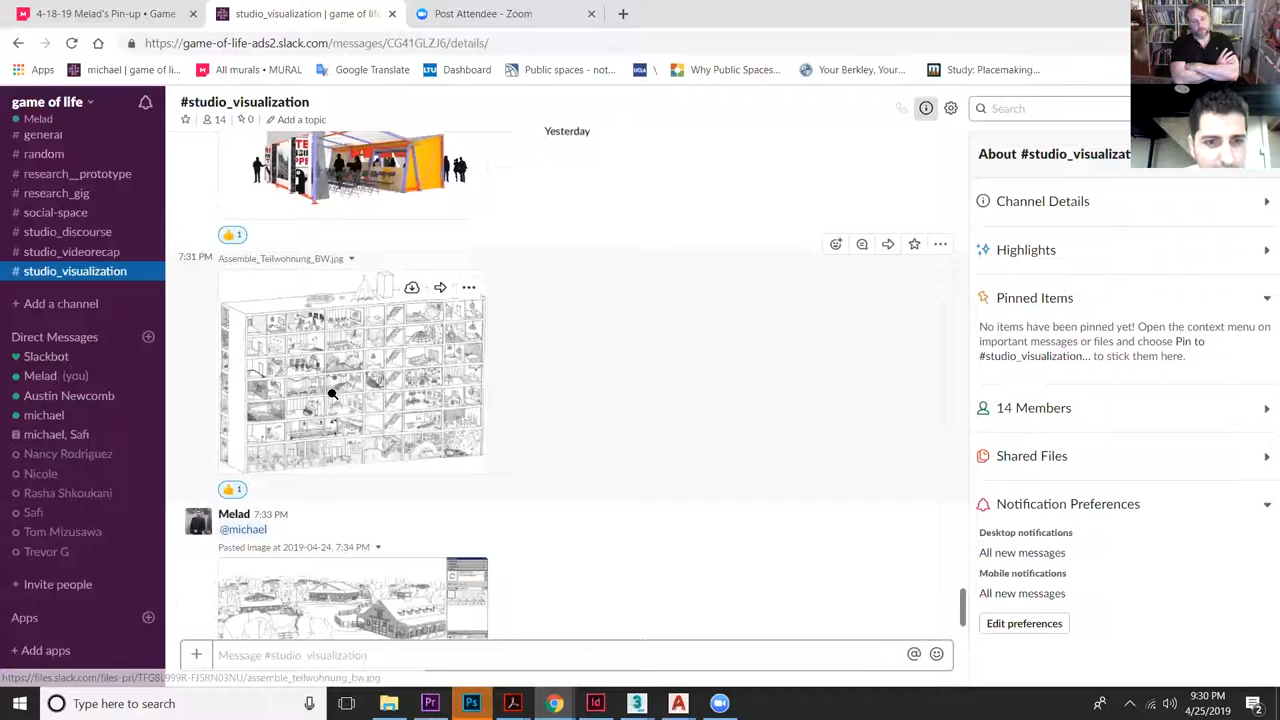 4-18-19 Melad's Pin-up • Game
studio_visualization | game of life
Post Attendee - Zoom
https://game-of-life-ads2.slack.com/messages/CG41GLZJ6/details/
Apps
michael | game of li...
All murals • MURAL
Google Translate
LTU
Dashboard
Public spaces - not...
UCLA
\
Why Public Spaces...
Your Berkley, Your...
Study: Placemaking...
game of life
Melad
# general
# random
# research__prototype
# research_gig
# social-space
# studio_discourse
# studio_videorecap
# studio_visualization
+ Add a channel
Direct Messages
Slackbot
Melad (you)
Austin Newcomb
michael
michael, Safi
Nancy Rodriguez
Nicole
Rasha Shkoukani
Safi
Tom Mizusawa
Trevor G
+ Invite people
Apps
+ Add apps
#studio_visualization
14
0
Add a topic
Search
Yesterday
1
7:31 PM
Assemble_Teilwohnung_BW.jpg
1
Melad 7:33 PM
@michael
Pasted image at 2019-04-24, 7:34 PM
Message #studio_visualization
About #studio_visualizat
Channel Details
Highlights
Pinned Items
No items have been pinned yet! Open the context menu on
important messages or files and choose Pin to
#studio_visualization... to stick them here.
14 Members
Shared Files
Notification Preferences
Desktop notifications
All new messages
Mobile notifications
All new messages
Edit preferences
Type here to search
Pr
Ps
Id
3
A
9:30 PM
4/25/2019
2